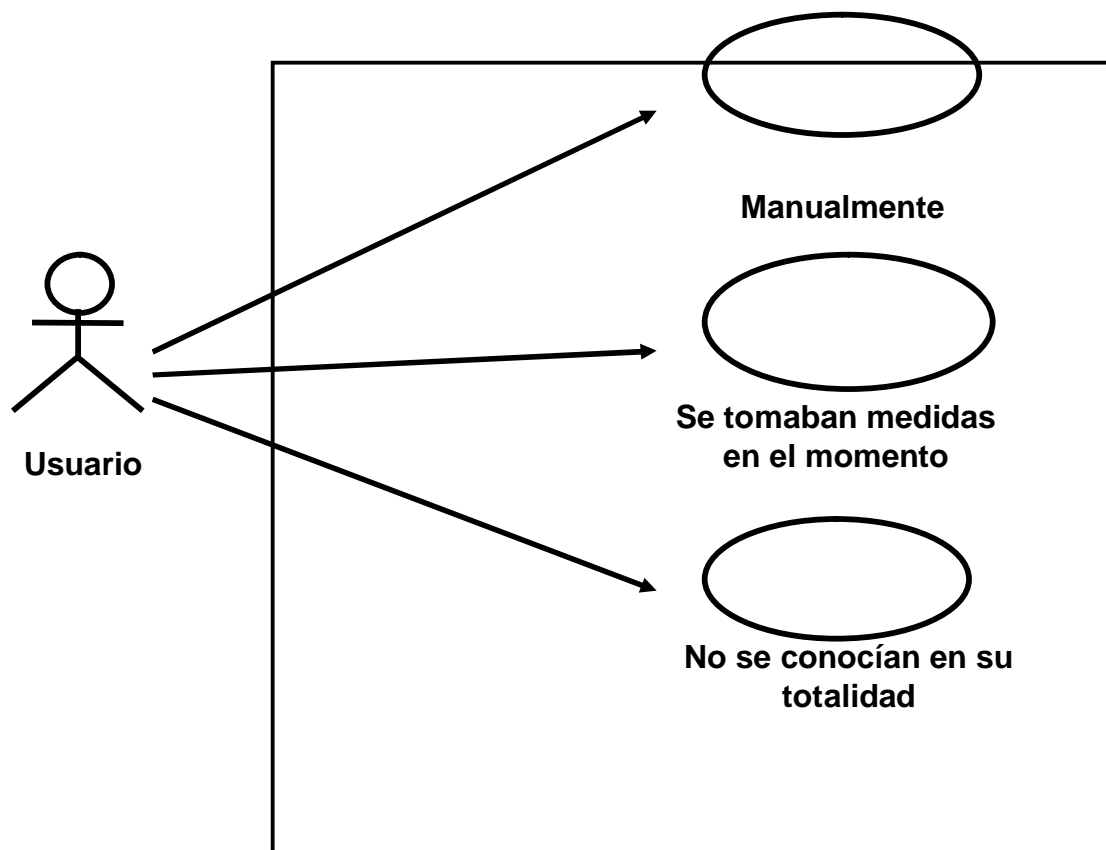 Manualmente
Se tomaban medidas
en el momento
Usuario
No se conocían en su
totalidad